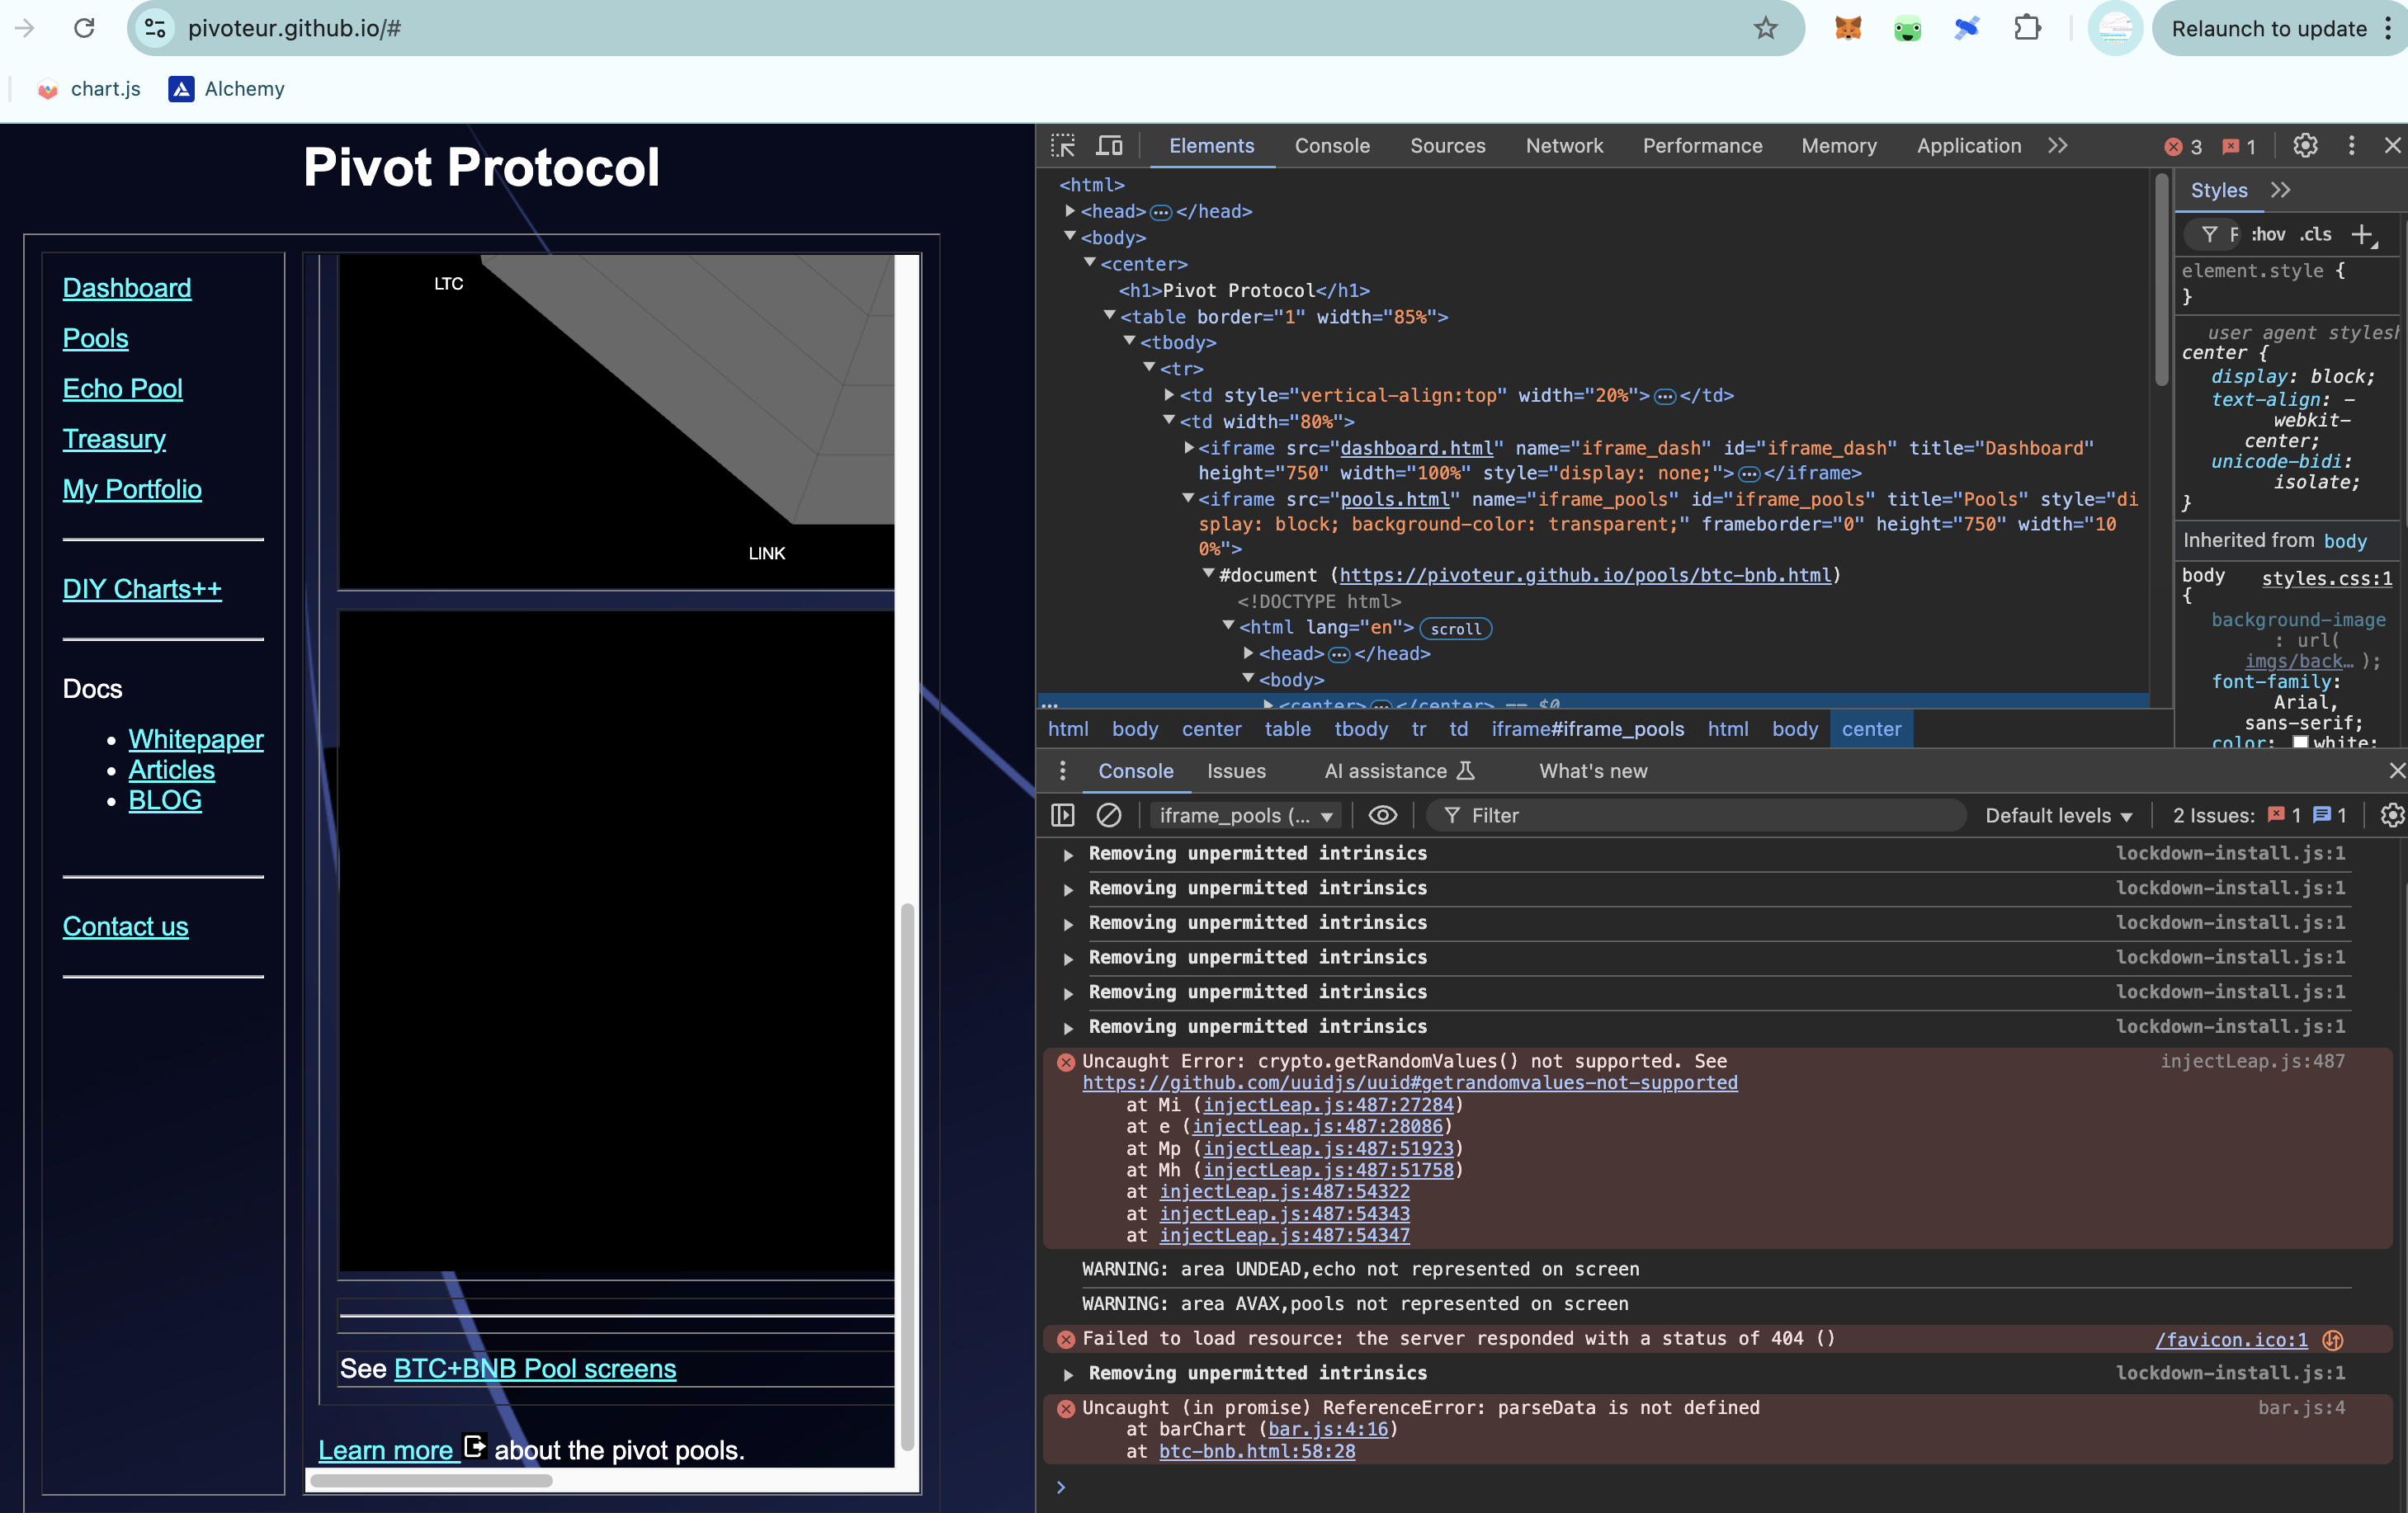 pivoteur.github.io/#
Relaunch to update
chart.js
Alchemy
Pivot Protocol
Dashboard
Pools
Echo Pool
Treasury
My Portfolio
DIY Charts++
Docs
Whitepaper
Articles
BLOG
Contact us
LTC
LINK
See BTC+BNB Pool screens
Learn more about the pivot pools.
Elements Console Sources Network Performance Memory Application 3 1
<html>
<head> ... </head>
<body>
<center>
<h1>Pivot Protocol</h1>
<table border="1" width="85%">
<tbody>
<tr>
<td style="vertical-align:top" width="20%"> ... </td>
<td width="80%">
<iframe src="dashboard.html" name="iframe_dash" id="iframe_dash" title="Dashboard"
height="750" width="100%" style="display: none;"> ... </iframe>
<iframe src="pools.html" name="iframe_pools" id="iframe_pools" title="Pools" style="di
splay: block; background-color: transparent;" frameborder="0" height="750" width="10
0%">
#document (https://pivoteur.github.io/pools/btc-bnb.html)
<!DOCTYPE html>
<html lang="en"> scroll
<head> ... </head>
<body>
... <center> ... </center> == $0
html body center table tbody tr td iframe#iframe_pools html body center
Styles
F :hov .cls
element.style {
}
user agent stylesh
center {
display: block;
text-align: -
webkit-
center;
unicode-bidi:
isolate;
}
Inherited from body
body styles.css:1
{
background-image
: url(
imgs/back… );
font-family:
Arial,
sans-serif;
color: white;
Console Issues AI assistance What's new
iframe_pools (... Filter Default levels 2 Issues: 1 1
Removing unpermitted intrinsics lockdown-install.js:1
Removing unpermitted intrinsics lockdown-install.js:1
Removing unpermitted intrinsics lockdown-install.js:1
Removing unpermitted intrinsics lockdown-install.js:1
Removing unpermitted intrinsics lockdown-install.js:1
Removing unpermitted intrinsics lockdown-install.js:1
Uncaught Error: crypto.getRandomValues() not supported. See injectLeap.js:487
https://github.com/uuidjs/uuid#getrandomvalues-not-supported
at Mi (injectLeap.js:487:27284)
at e (injectLeap.js:487:28086)
at Mp (injectLeap.js:487:51923)
at Mh (injectLeap.js:487:51758)
at injectLeap.js:487:54322
at injectLeap.js:487:54343
at injectLeap.js:487:54347
WARNING: area UNDEAD,echo not represented on screen
WARNING: area AVAX,pools not represented on screen
Failed to load resource: the server responded with a status of 404 () /favicon.ico:1
Removing unpermitted intrinsics lockdown-install.js:1
Uncaught (in promise) ReferenceError: parseData is not defined bar.js:4
at barChart (bar.js:4:16)
at btc-bnb.html:58:28